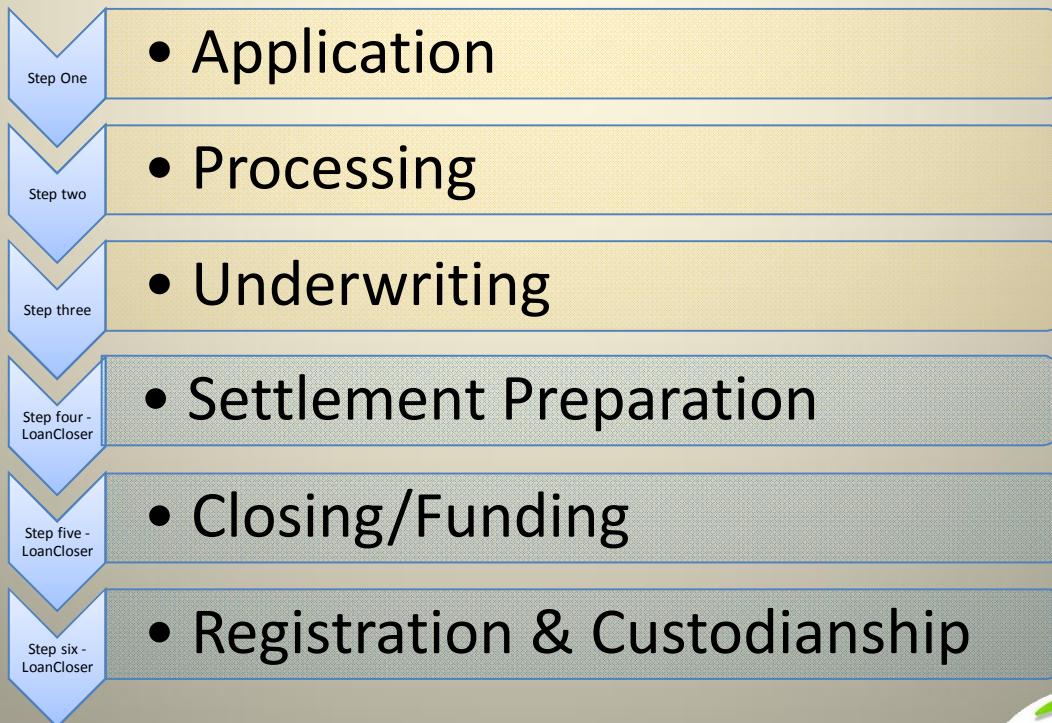 Step One
• Application
Step two
• Processing
Step three
• Underwriting
Step four -
LoanCloser
• Settlement Preparation
Step five -
LoanCloser
• Closing/Funding
Step six -
LoanCloser
• Registration & Custodianship